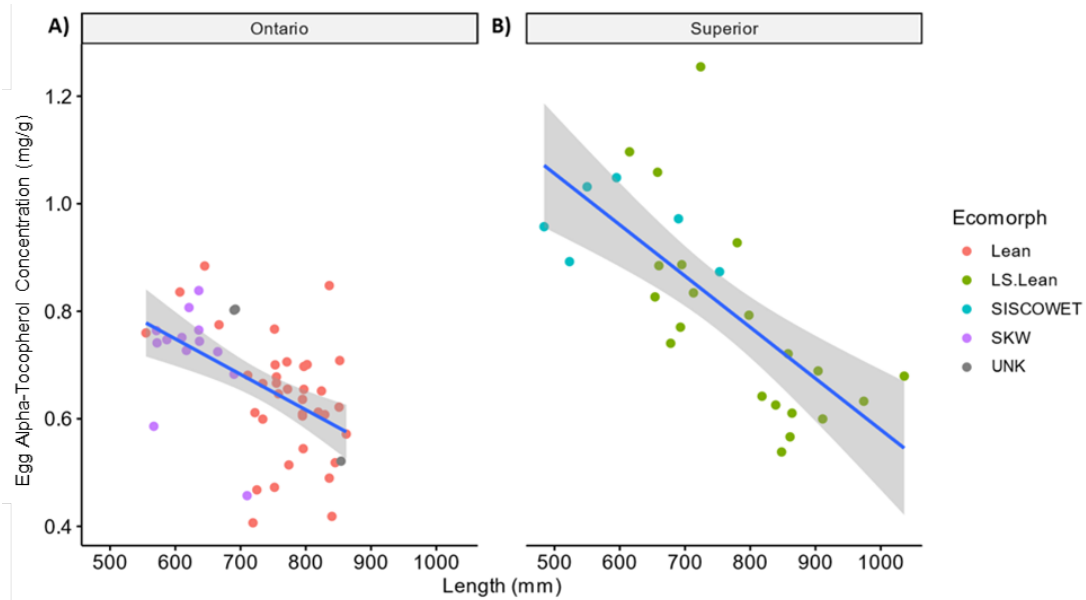 A) Ontario B) Superior
Egg Alpha-Tocopherol Concentration (mg/g)
1.2
1.0
0.8
0.6
0.4
500 600 700 800 900 1000 500 600 700 800 900 1000
Length (mm)
Ecomorph
Lean
LS.Lean
SISCOWET
SKW
UNK